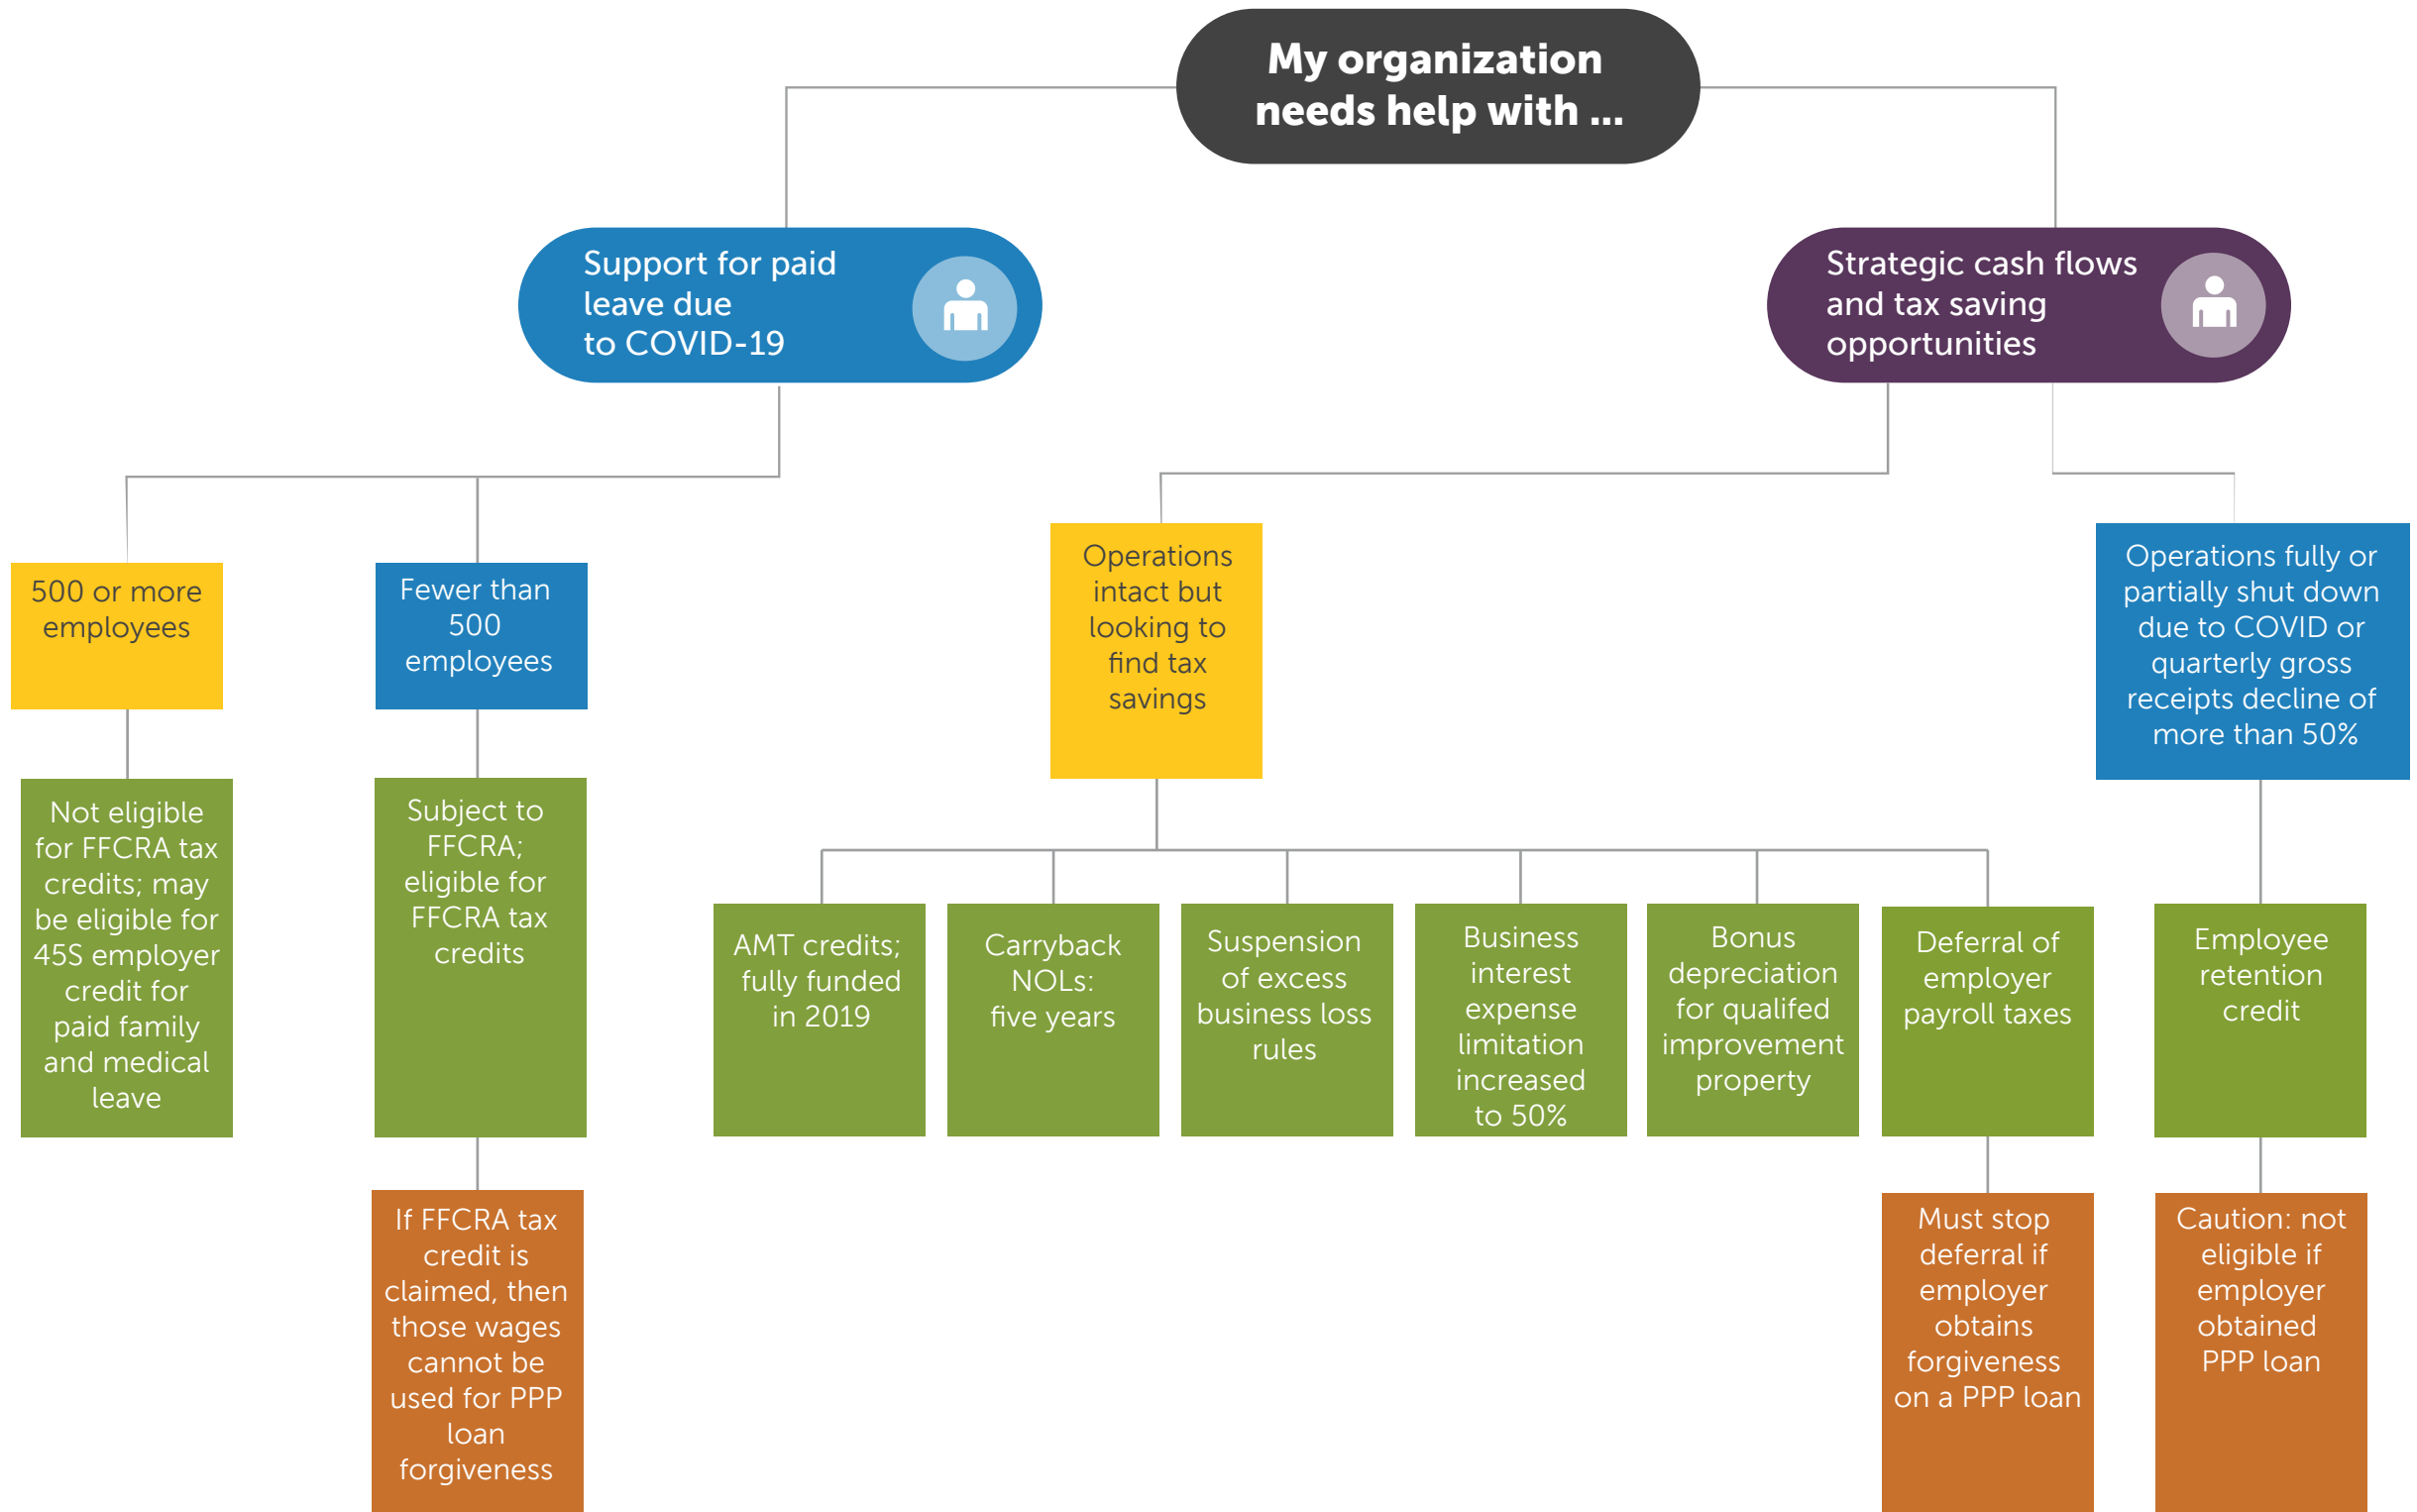 My organization
needs help with ...
Support for paid
leave due
to COVID-19
Strategic cash flows
and tax saving
opportunities
500 or more
employees
Fewer than
500
employees
Operations
intact but
looking to
find tax
savings
Operations fully or
partially shut down
due to COVID or
quarterly gross
receipts decline of
more than 50%
Not eligible
for FFCRA tax
credits; may
be eligible for
45S employer
credit for
paid family
and medical
leave
Subject to
FFCRA;
eligible for
FFCRA tax
credits
AMT credits;
fully funded
in 2019
Carryback
NOLs:
five years
Suspension
of excess
business loss
rules
Business
interest
expense
limitation
increased
to 50%
Bonus
depreciation
for qualifed
improvement
property
Deferral of
employer
payroll taxes
Employee
retention
credit
If FFCRA tax
credit is
claimed, then
those wages
cannot be
used for PPP
loan
forgiveness
Must stop
deferral if
employer
obtains
forgiveness
on a PPP loan
Caution: not
eligible if
employer
obtained
PPP loan